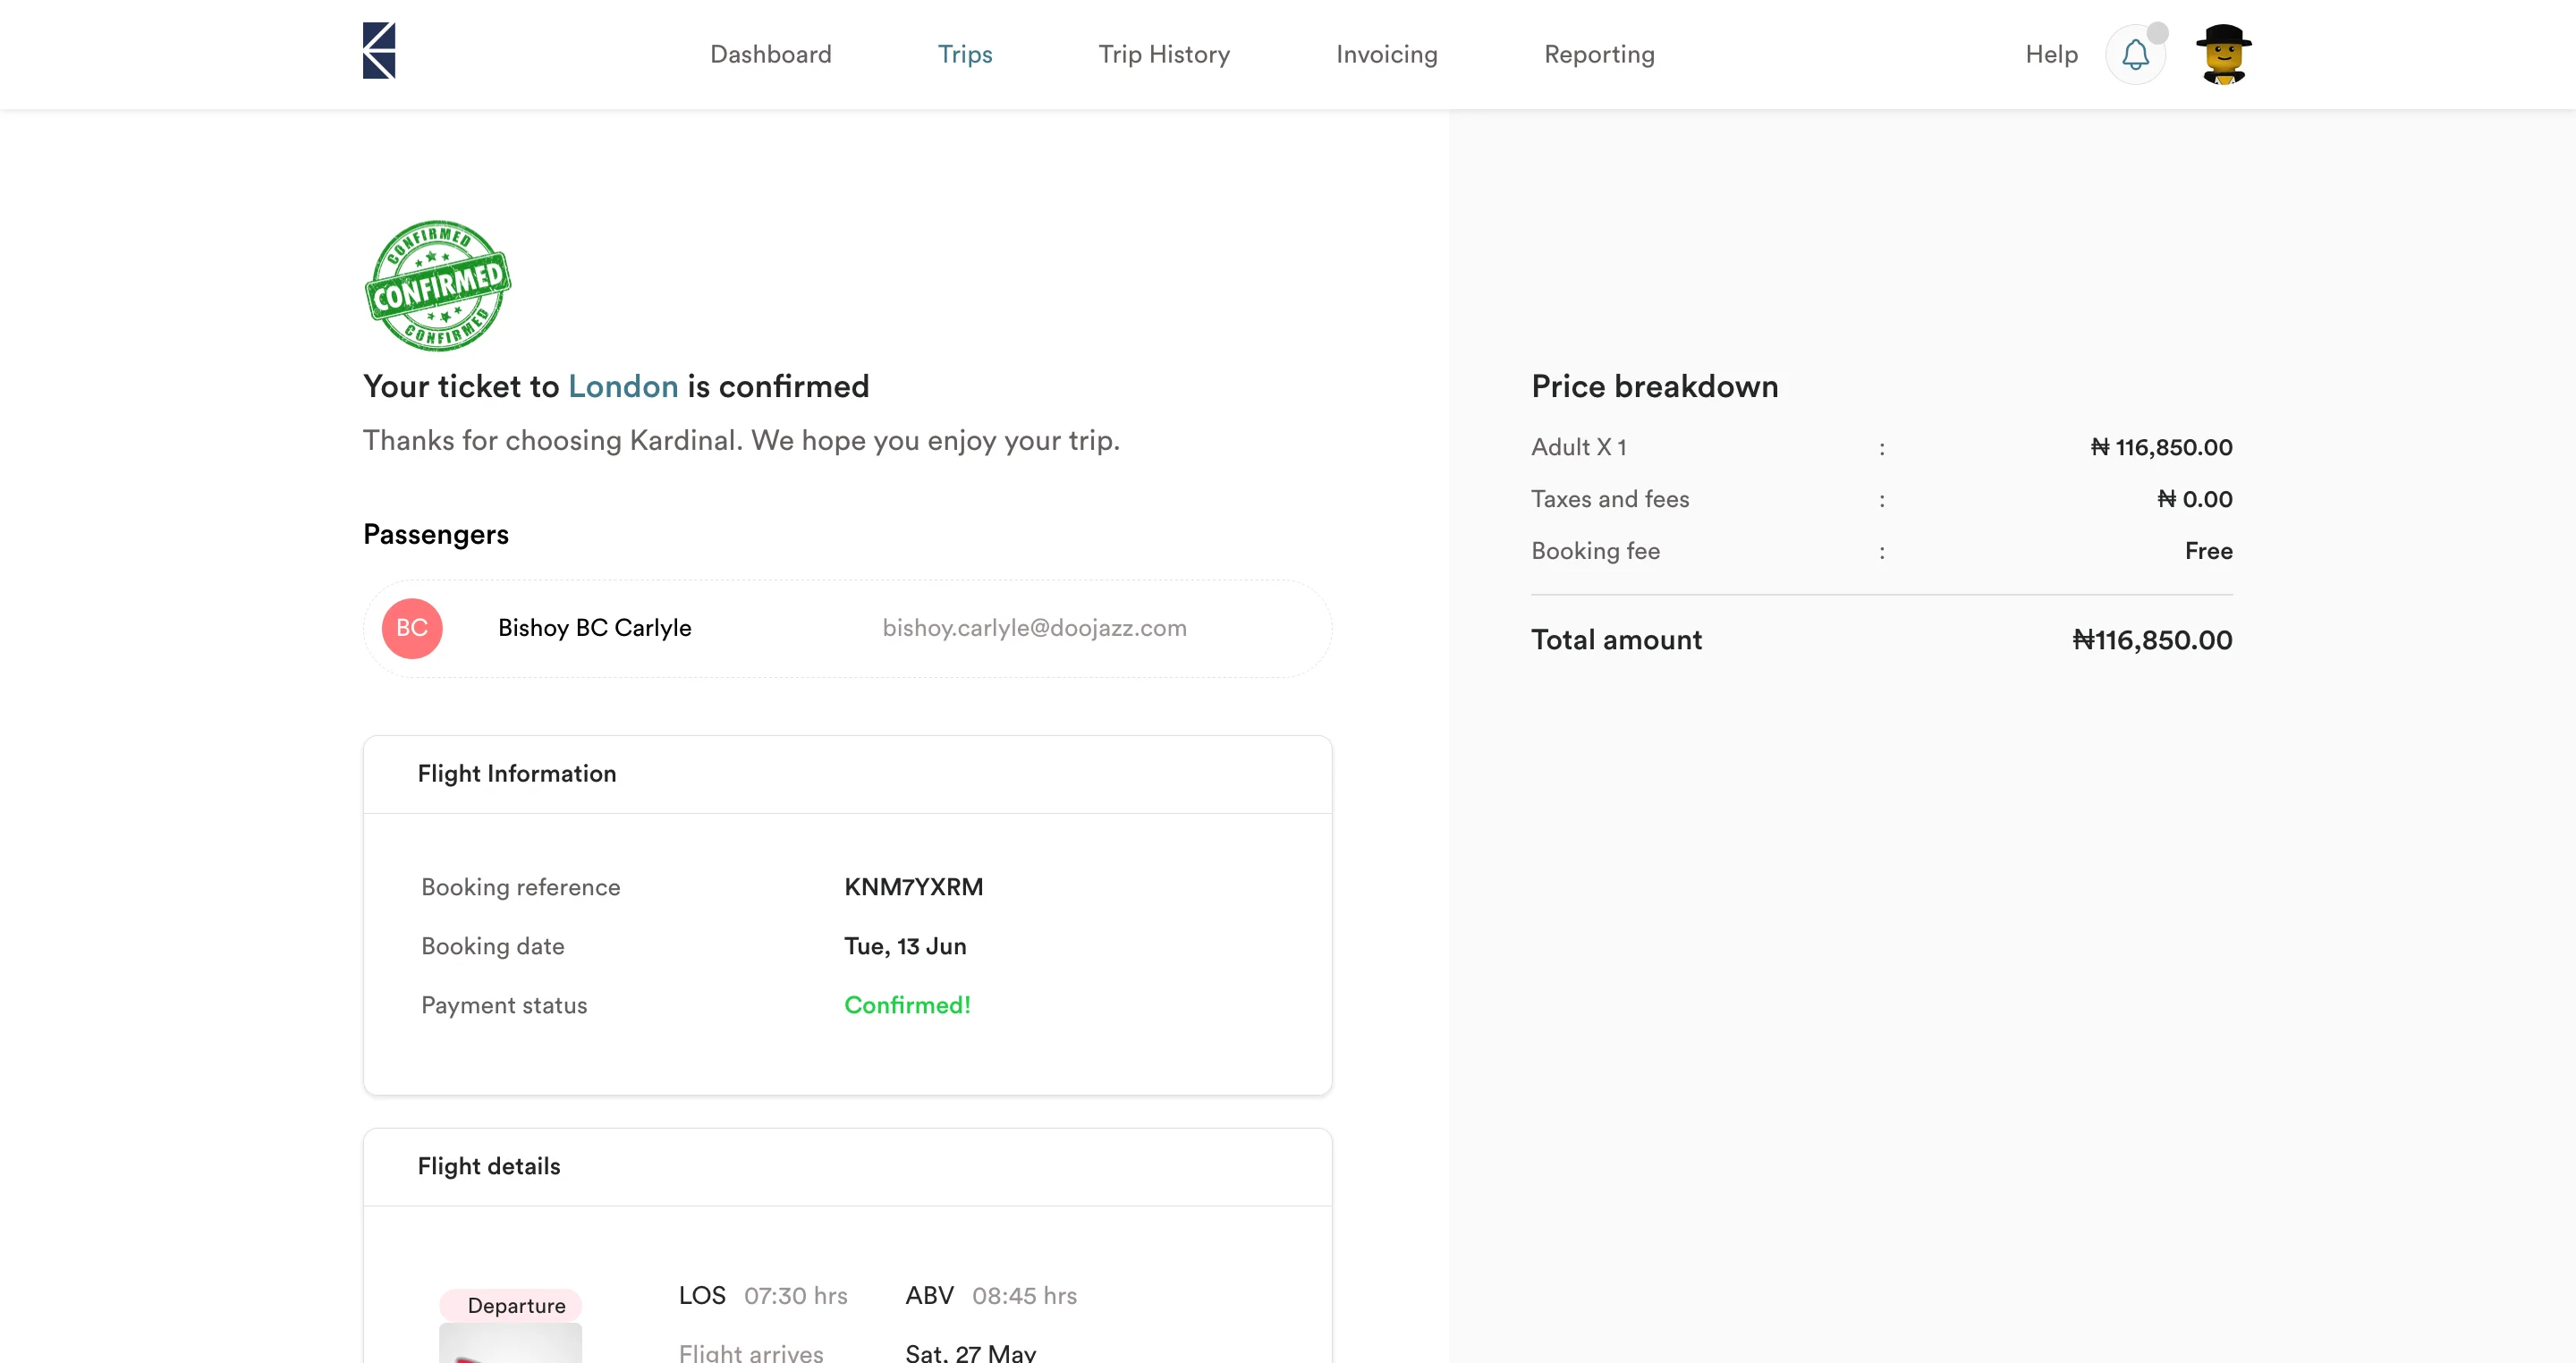 Dashboard Trips Trip History Invoicing Reporting Help
CONFIRMED
CONFIRMED
CONFIRMED
Your ticket to London is confirmed
Thanks for choosing Kardinal. We hope you enjoy your trip.
Passengers
BC Bishoy BC Carlyle bishoy.carlyle@doojazz.com
Flight Information
Booking reference KNM7YXRM
Booking date Tue, 13 Jun
Payment status Confirmed!
Flight details
Departure
LOS 07:30 hrs ABV 08:45 hrs
Flight arrives Sat, 27 May
Price breakdown
Adult X 1 : ₦ 116,850.00
Taxes and fees : ₦ 0.00
Booking fee : Free
Total amount ₦116,850.00